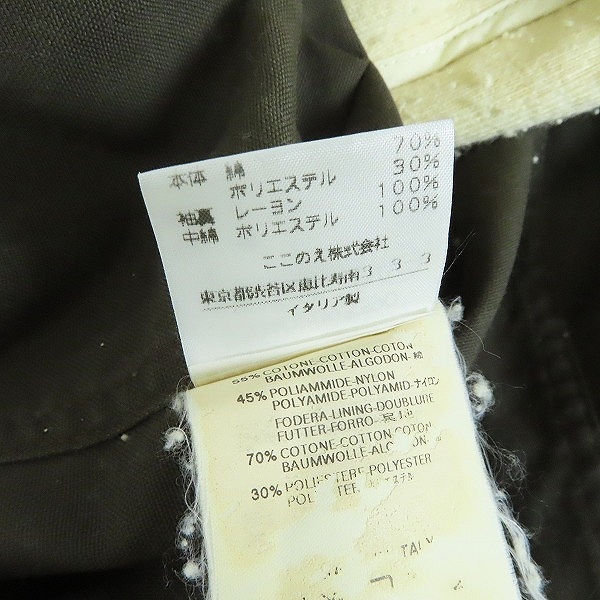 本体 綿 70%
ポリエステル 30%
袖裏 レーヨン 100%
中綿 ポリエステル 100%
ここのえ株式会社
東京都渋谷区恵比寿南3 3 3
イタリア製
55% COTONE-COTTON-COTON
BAUMWOLLE-ALGODON-綿
45% POLIAMMIDE-NYLON
POLYAMIDE-POLYAMID-ナイロン
FODERA-LINING-DOUBLURE
FUTTER-FORRO-裏地
70% COTONE-COTTON-COTON
BAUMWOLLE-ALGODON-
30% POLIESTERE-POLYESTER